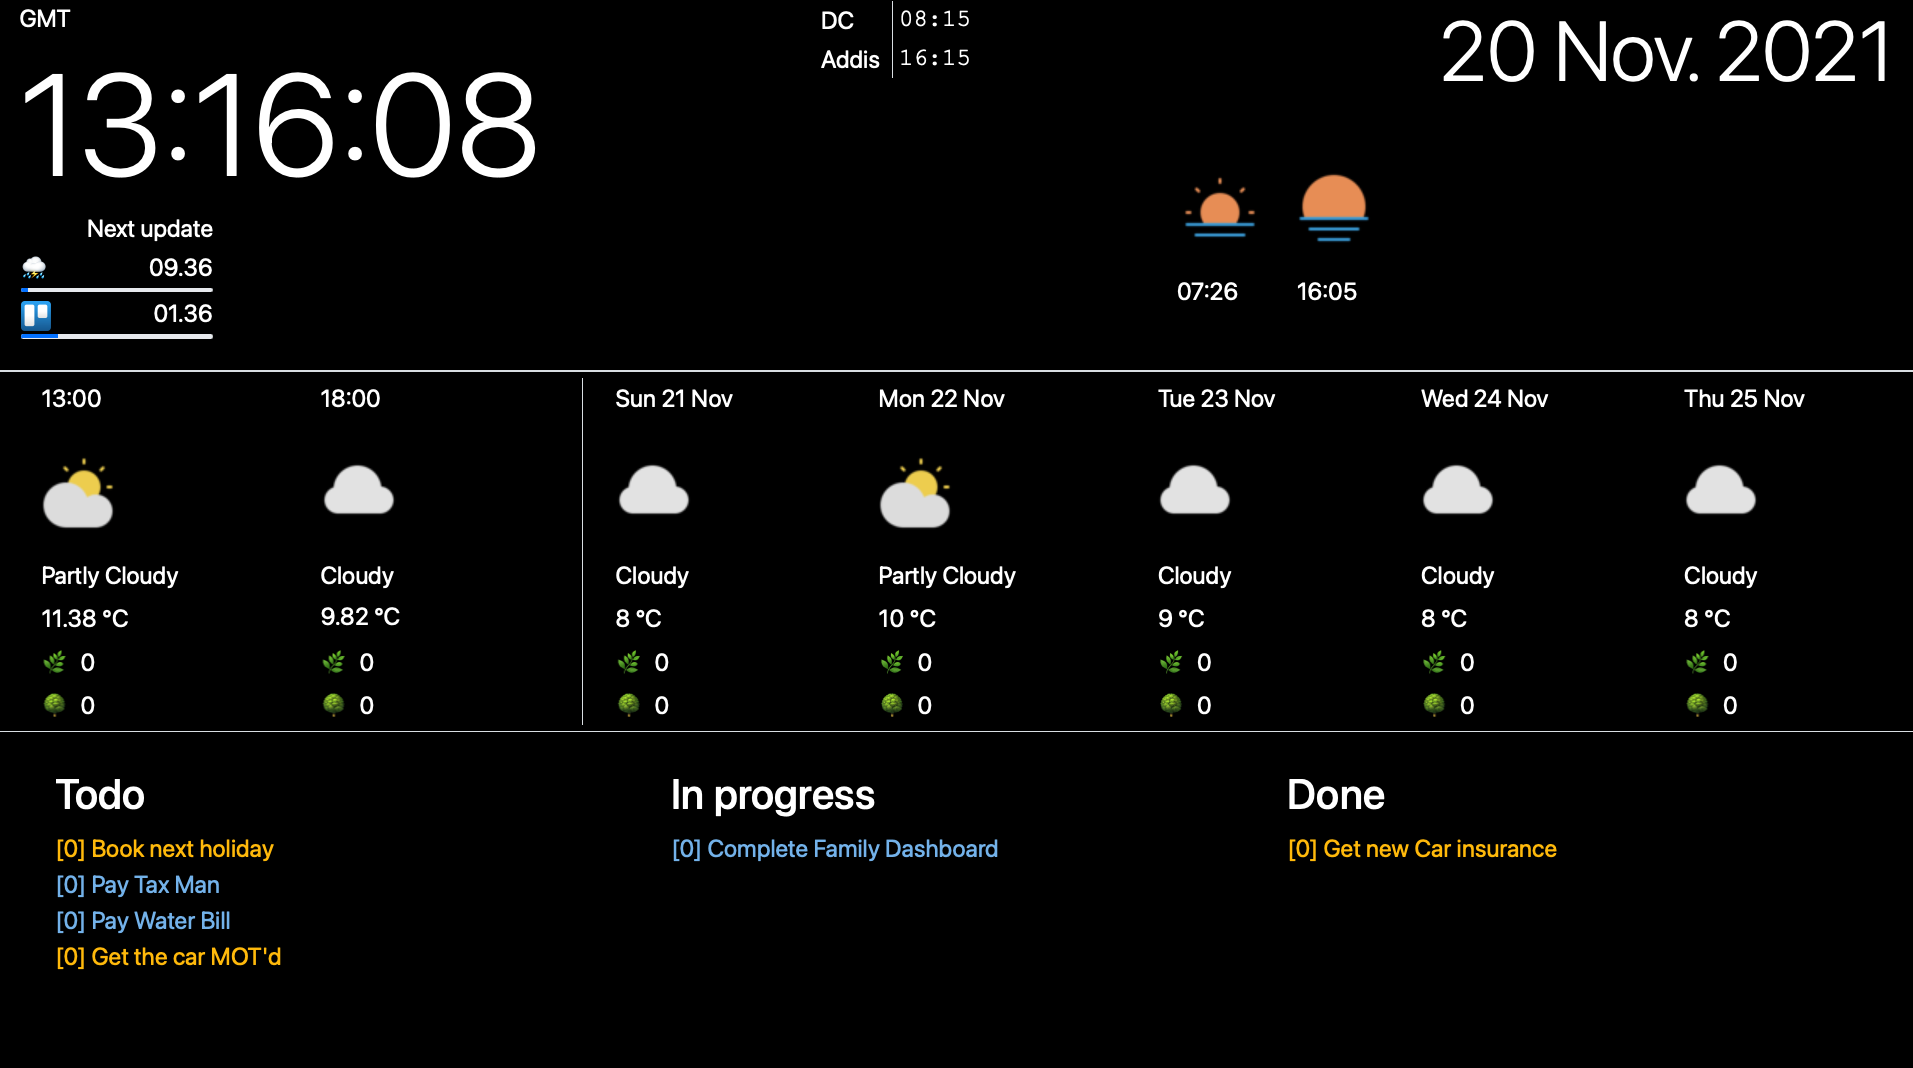 GMT
13:16:08
Next update
09.36
01.36
DC 08:15
Addis 16:15
20 Nov. 2021
07:26 16:05
13:00 18:00 Sun 21 Nov Mon 22 Nov Tue 23 Nov Wed 24 Nov Thu 25 Nov
Partly Cloudy Cloudy Cloudy Partly Cloudy Cloudy Cloudy Cloudy
11.38 °C 9.82 °C 8 °C 10 °C 9 °C 8 °C 8 °C
0 0 0 0 0 0 0
0 0 0 0 0 0 0
Todo
[0] Book next holiday
[0] Pay Tax Man
[0] Pay Water Bill
[0] Get the car MOT'd
In progress
[0] Complete Family Dashboard
Done
[0] Get new Car insurance